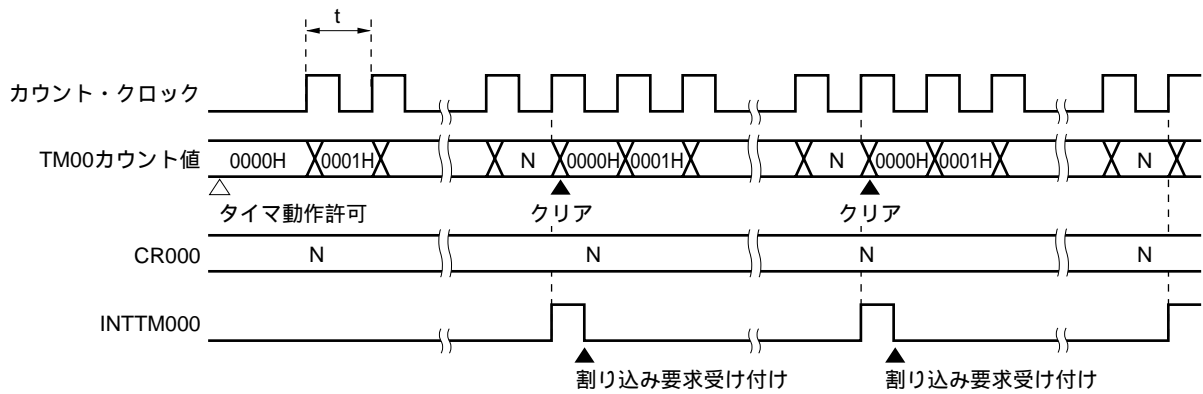 t
カウント・クロック
TM00カウント値 0000H 0001H N 0000H 0001H N 0000H 0001H N
タイマ動作許可 クリア クリア
CR000 N N N N
INTTM000
割り込み要求受け付け 割り込み要求受け付け